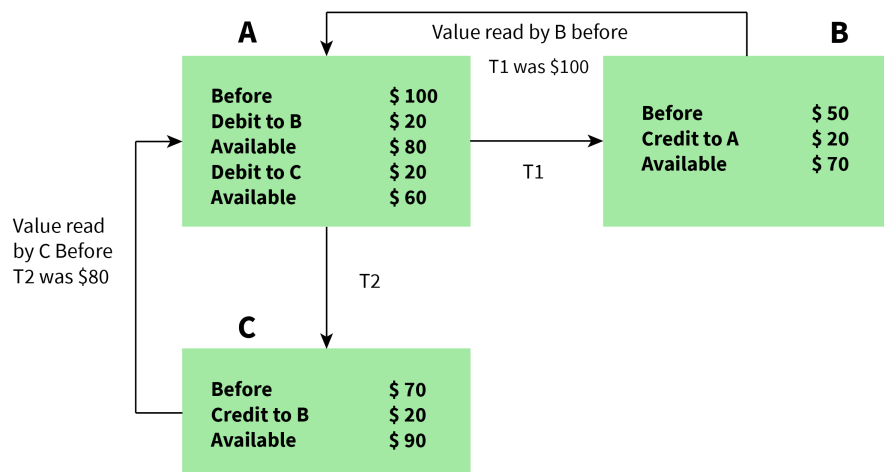 A
Value read by B before
B
T1 was $100
Before $ 100
Debit to B $ 20
Available $ 80
Debit to C $ 20
Available $ 60
Before $ 50
Credit to A $ 20
Available $ 70
T1
Value read
by C Before
T2 was $80
T2
C
Before $ 70
Credit to B $ 20
Available $ 90